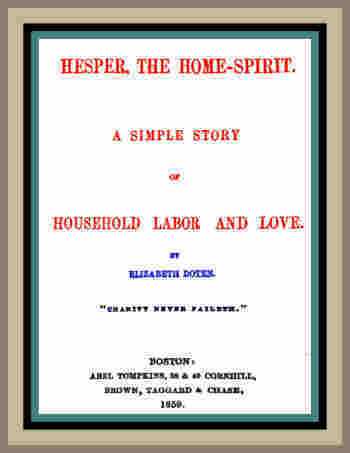 HESPER, THE HOME-SPIRIT.
A SIMPLE STORY
OF
HOUSEHOLD LABOR AND LOVE.
BY
ELIZABETH DOTEN.
"CHARITY NEVER FAILETH."
BOSTON:
ABEL TOMPKINS, 38 & 40 CORNHILL,
BROWN, TAGGARD & CHASE,
1859.